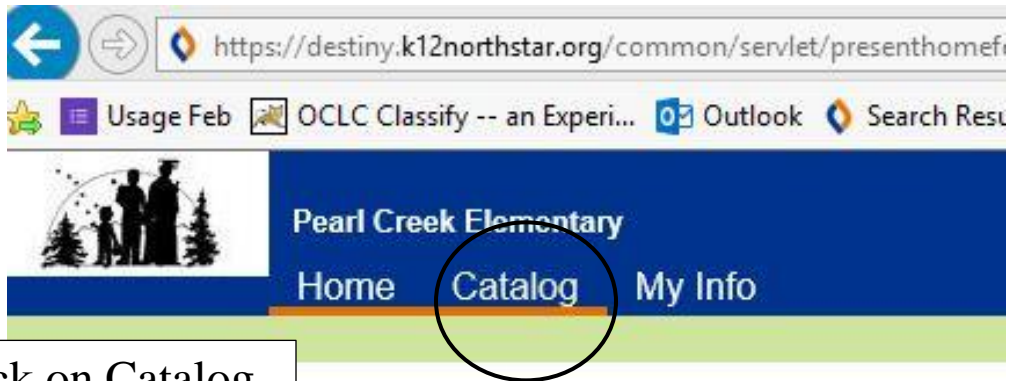 https://destiny.k12northstar.org/common/servlet/presenthomef
Usage Feb OCLC Classify -- an Experi... Outlook Search Resu
Pearl Creek Elementary
Home Catalog My Info
on Catalog